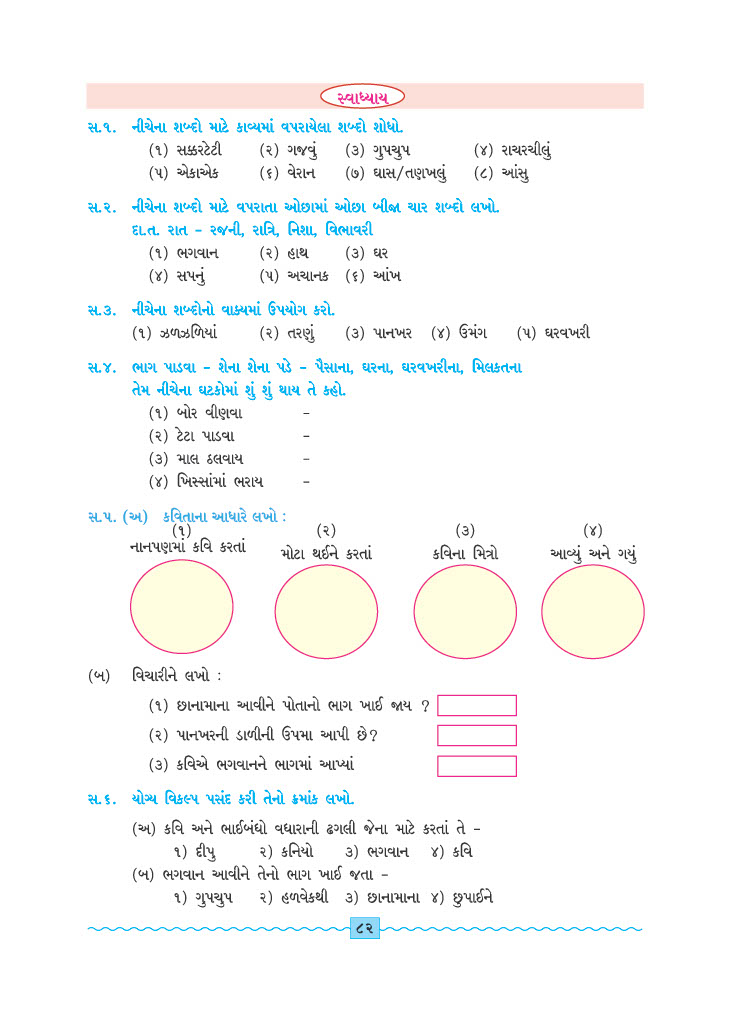 સ્વાધ્યાય
સ.૧. નીચેના શબ્દો માટે કાવ્યમાં વપરાયેલા શબ્દો શોધો.
(૧) સક્કરટેટી (૨) ગજવું (૩) ગુપચુપ (૪) રાચરચીલું
(૫) એકાએક (૬) વેરાન (૭) ઘાસ/તણખલું (૮) આંસુ
સ.૨. નીચેના શબ્દો માટે વપરાતા ઓછામાં ઓછા બીજા ચાર શબ્દો લખો.
દા.ત. રાત – રજની, રાત્રિ, નિશા, વિભાવરી
(૧) ભગવાન (૨) હાથ (૩) ઘર
(૪) સપનું (૫) અચાનક (૬) આંખ
સ.૩. નીચેના શબ્દોનો વાક્યમાં ઉપયોગ કરો.
(૧) ઝળઝળિયાં (૨) તરણું (૩) પાનખર (૪) ઉમંગ (૫) ઘરવખરી
સ.૪. ભાગ પાડવા – શેના શેના પડે – પૈસાના, ઘરના, ઘરવખરીના, મિલકતના
તેમ નીચેના ઘટકોમાં શું શું થાય તે કહો.
(૧) બોર વીણવા –
(૨) ટેટા પાડવા –
(૩) માલ ઠલવાય –
(૪) ખિસ્સાંમાં ભરાય –
સ.૫. (અ) કવિતાના આધારે લખો :
(૧) (૨) (૩) (૪)
નાનપણમાં કવિ કરતાં મોટા થઈને કરતાં કવિના મિત્રો આવ્યું અને ગયું
(બ) વિચારીને લખો :
(૧) છાનામાના આવીને પોતાનો ભાગ ખાઈ જાય ?
(૨) પાનખરની ડાળીની ઉપમા આપી છે?
(૩) કવિએ ભગવાનને ભાગમાં આપ્યાં
સ.૬. યોગ્ય વિકલ્પ પસંદ કરી તેનો ક્રમાંક લખો.
(અ) કવિ અને ભાઈબંધો વધારાની ઢગલી જેના માટે કરતાં તે –
૧) દીપુ ૨) કનિયો ૩) ભગવાન ૪) કવિ
(બ) ભગવાન આવીને તેનો ભાગ ખાઈ જતા –
૧) ગુપચુપ ૨) હળવેકથી ૩) છાનામાના ૪) છુપાઈને
૮૨